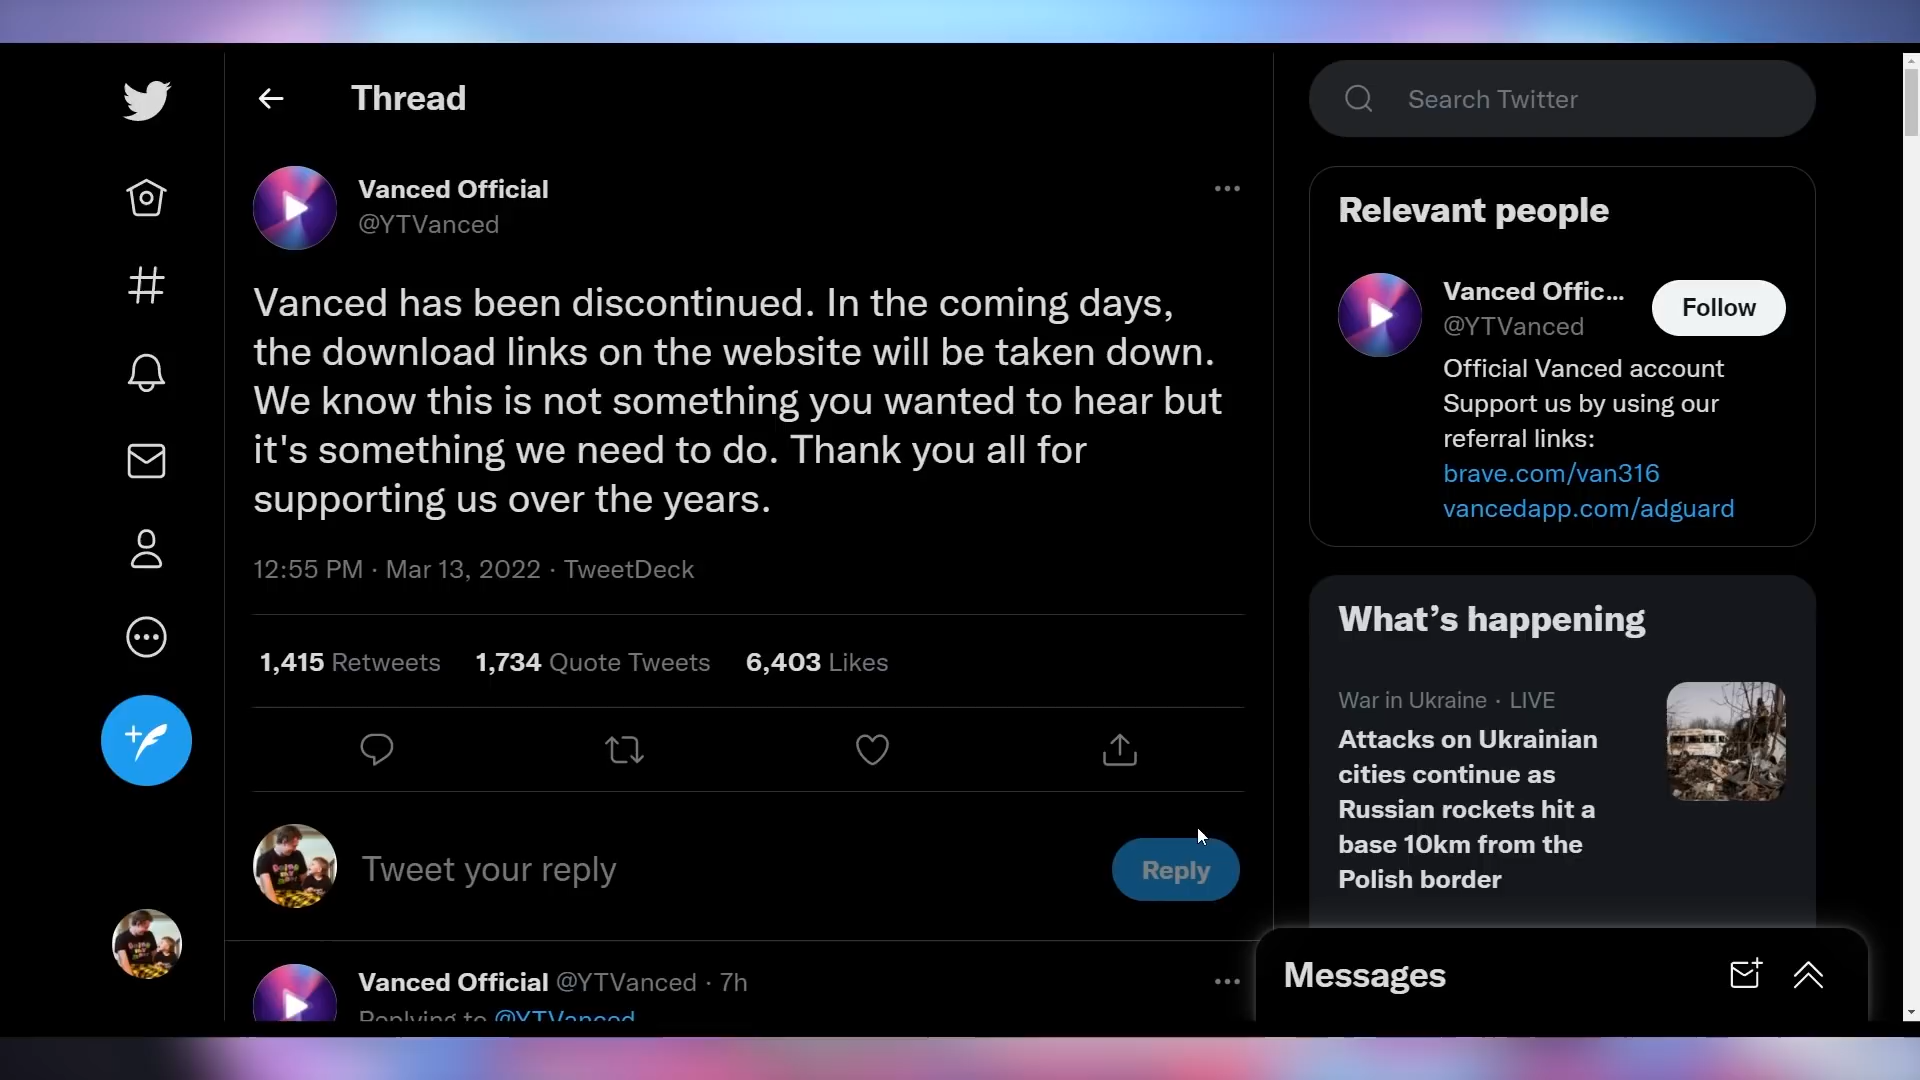 Thread
Search Twitter
Vanced Official
@YTVanced
Vanced has been discontinued. In the coming days,
the download links on the website will be taken down.
We know this is not something you wanted to hear but
it's something we need to do. Thank you all for
supporting us over the years.
12:55 PM · Mar 13, 2022 · TweetDeck
1,415 Retweets 1,734 Quote Tweets 6,403 Likes
Tweet your reply
Reply
Vanced Official @YTVanced · 7h
Replying to @YTVanced
Relevant people
Vanced Offic...
@YTVanced
Follow
Official Vanced account
Support us by using our
referral links:
brave.com/van316
vancedapp.com/adguard
What's happening
War in Ukraine · LIVE
Attacks on Ukrainian
cities continue as
Russian rockets hit a
base 10km from the
Polish border
Messages